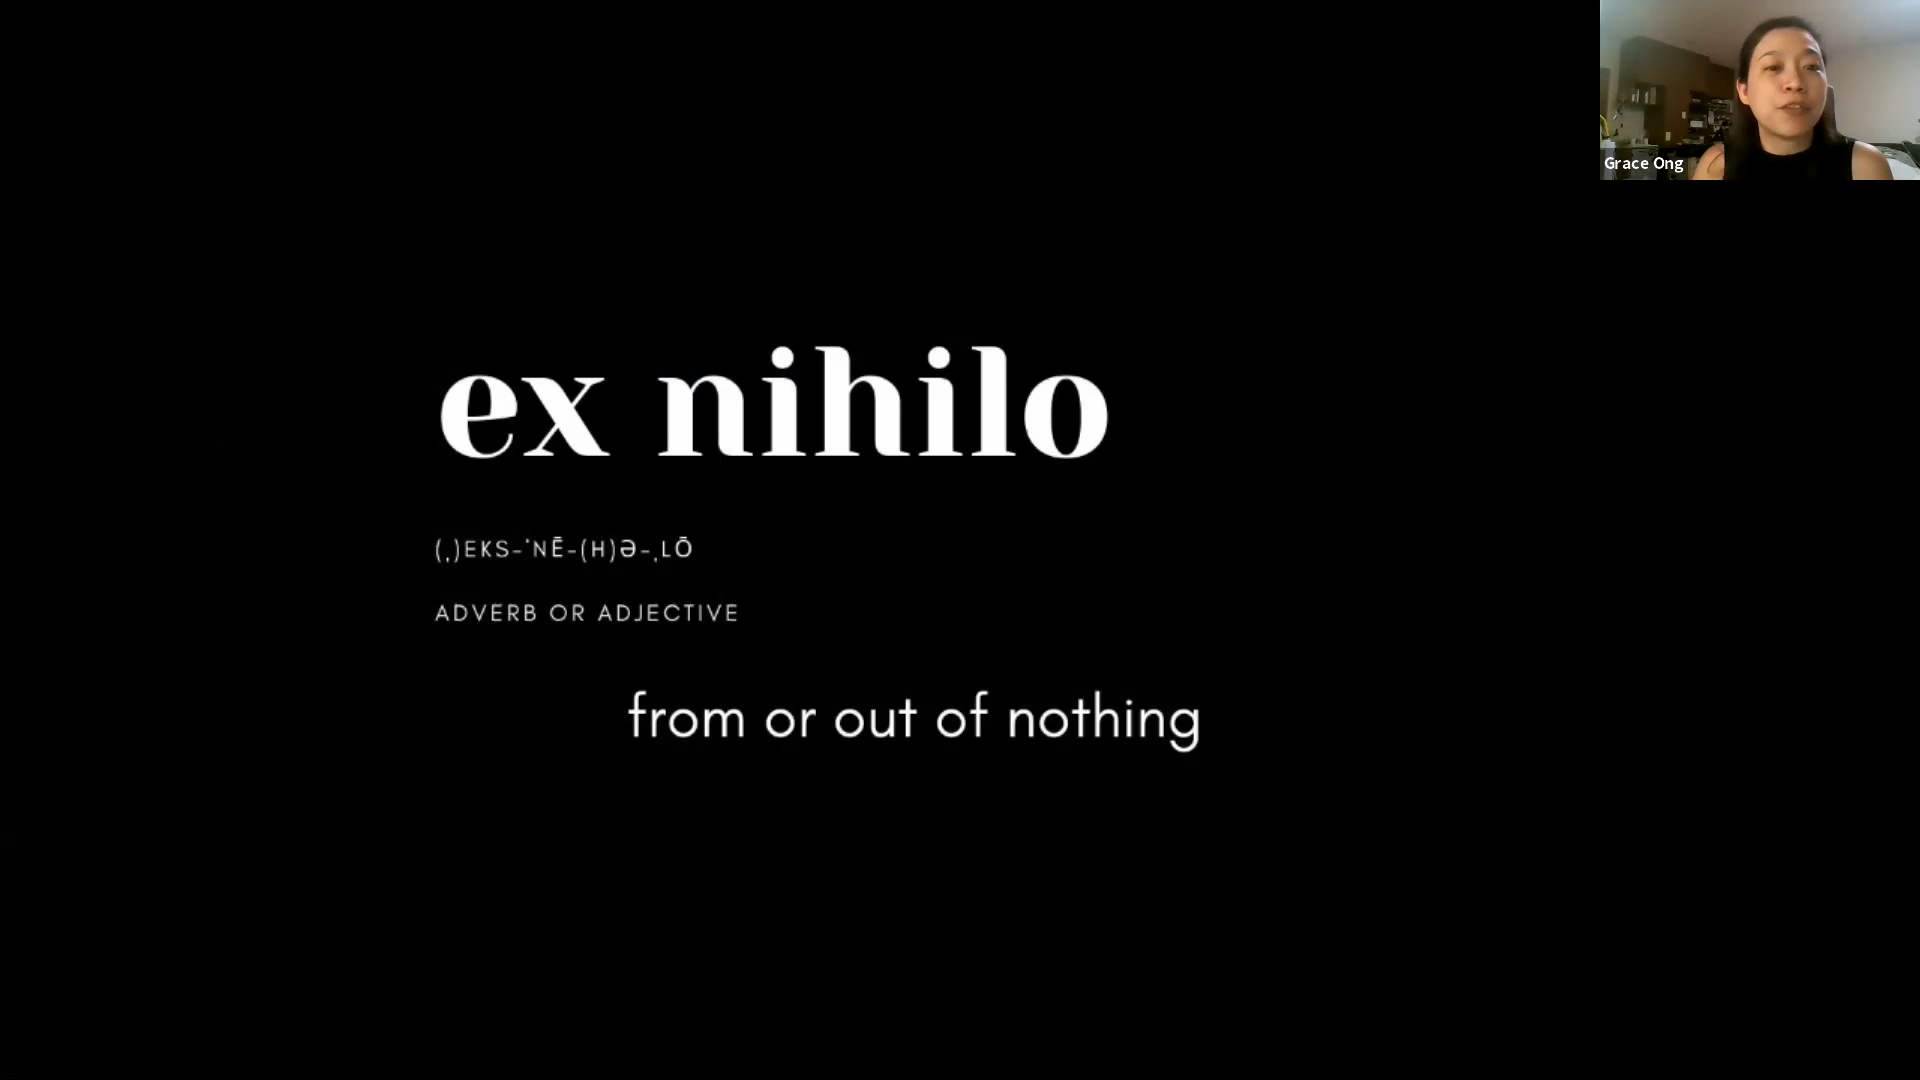 Grace Ong
ex nihilo
(ˌ)EKS-ˈNĒ-(H)Ə-ˌLŌ
ADVERB OR ADJECTIVE
from or out of nothing